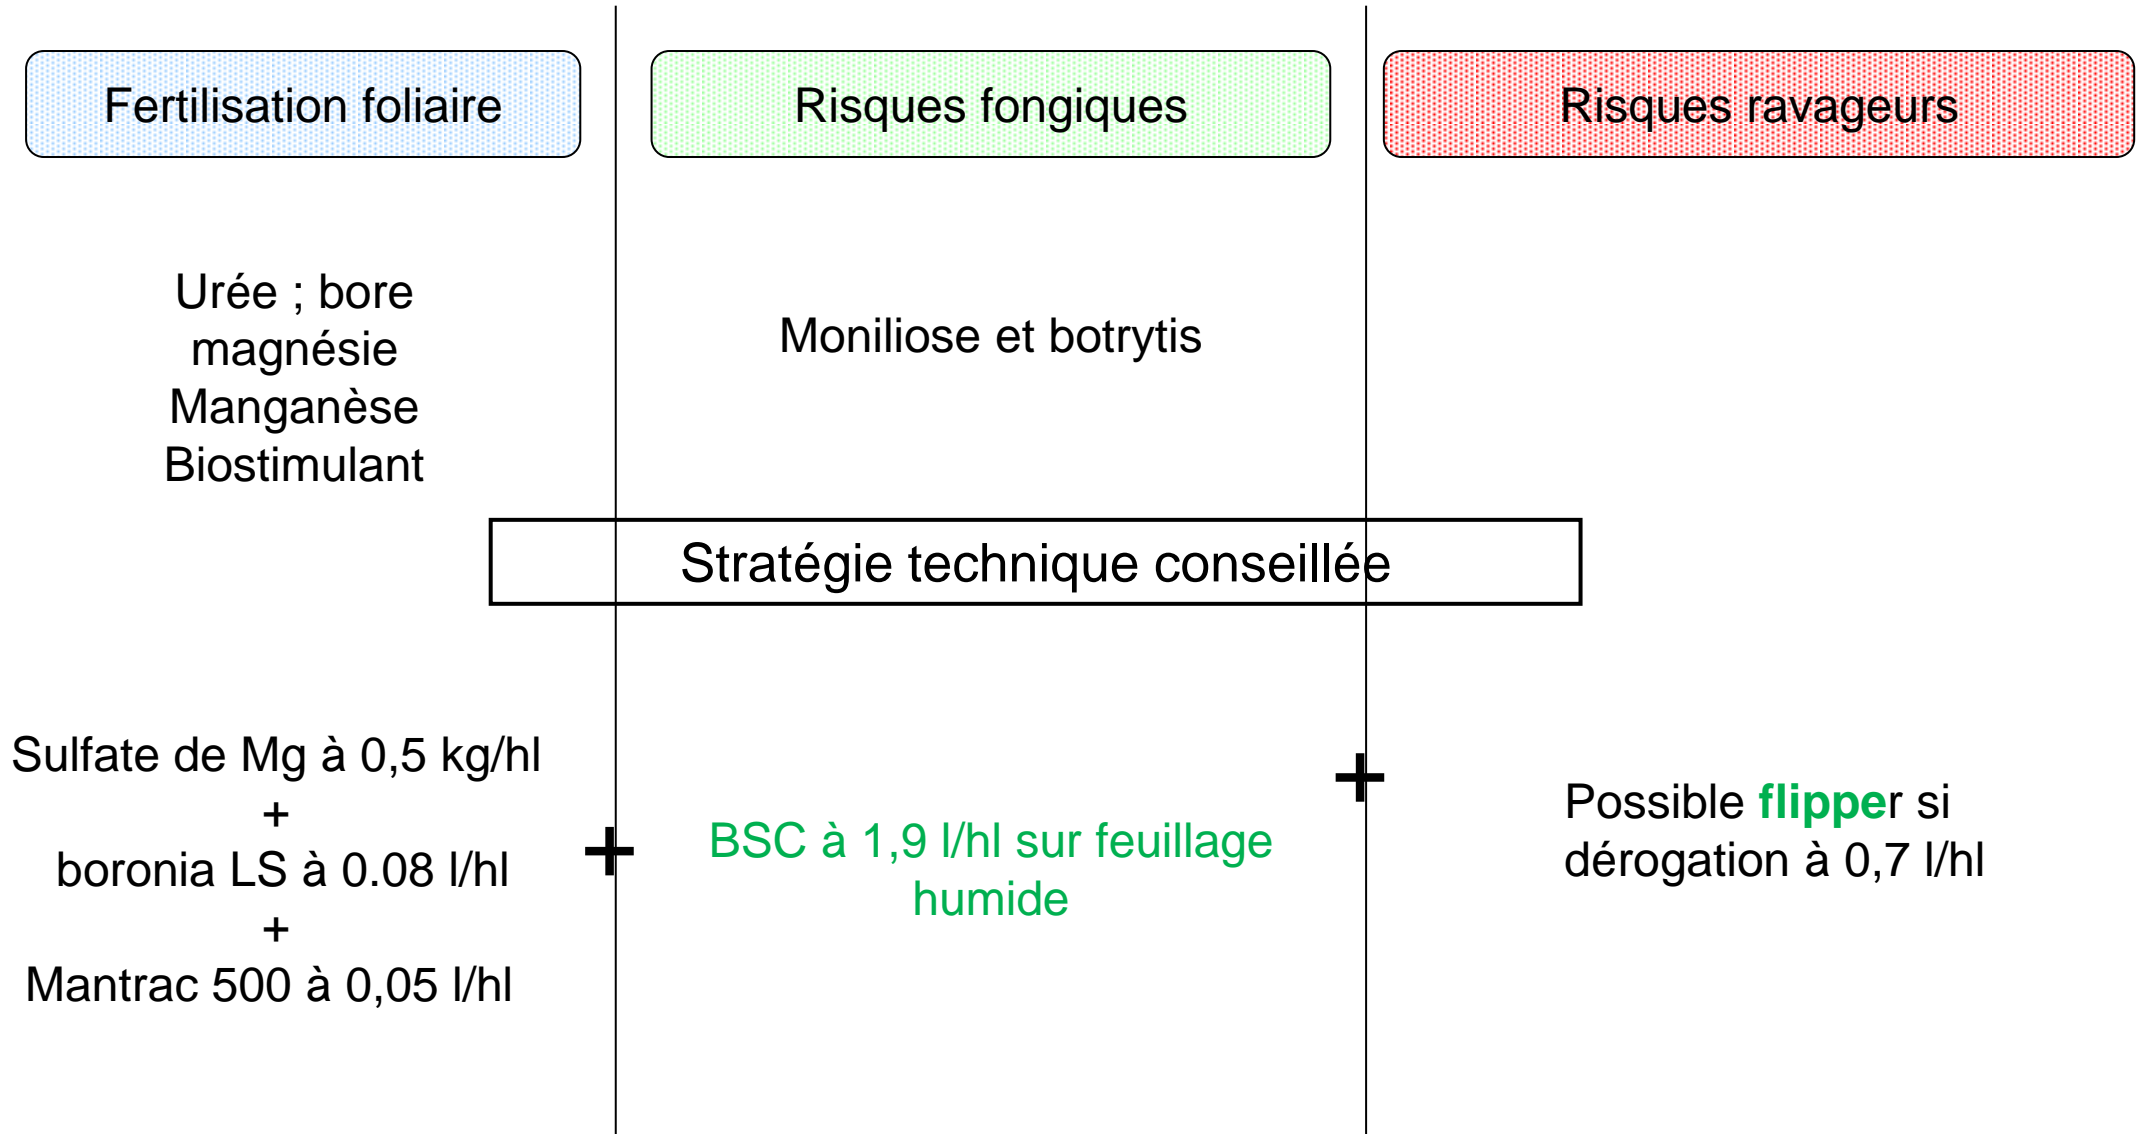 Fertilisation foliaire
Risques fongiques
Risques ravageurs
Urée ; bore
magnésie
Manganèse
Biostimulant
Moniliose et botrytis
Stratégie technique conseillée
Sulfate de Mg à 0,5 kg/hl
+
boronia LS à 0.08 l/hl
+
Mantrac 500 à 0,05 l/hl
+
BSC à 1,9 l/hl sur feuillage
humide
+
Possible flipper si
dérogation à 0,7 l/hl